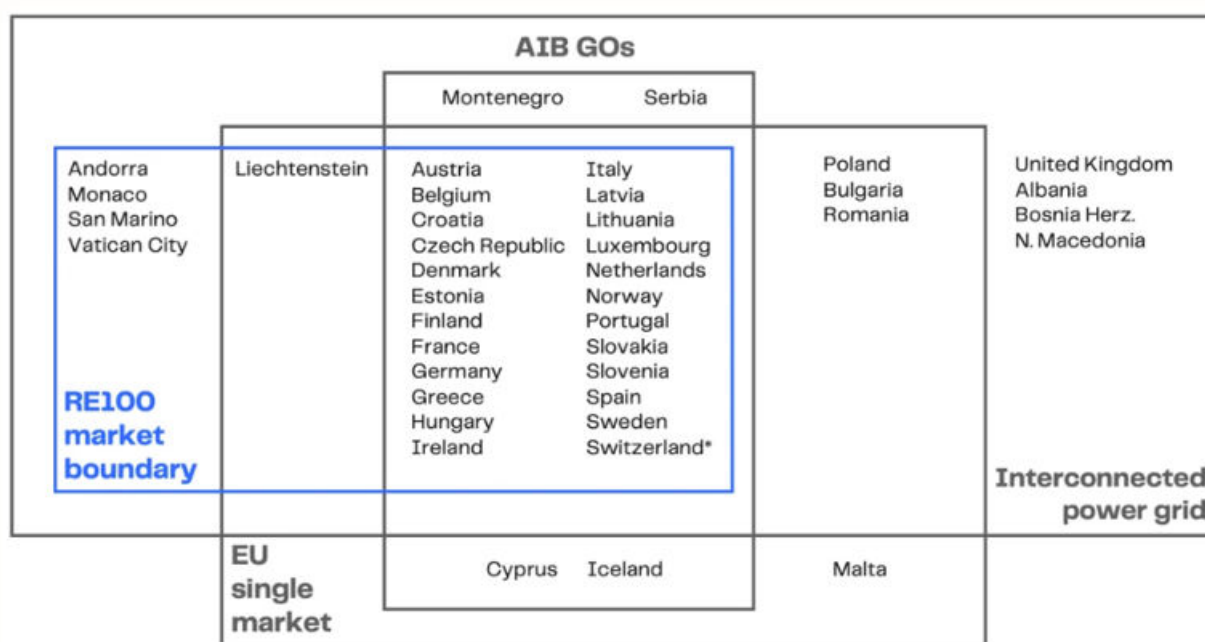 AIB GOs
Montenegro Serbia
Andorra
Monaco
San Marino
Vatican City
RE100
market
boundary
Liechtenstein
Austria
Belgium
Croatia
Czech Republic
Denmark
Estonia
Finland
France
Germany
Greece
Hungary
Ireland
Italy
Latvia
Lithuania
Luxembourg
Netherlands
Norway
Portugal
Slovakia
Slovenia
Spain
Sweden
Switzerland*
Poland
Bulgaria
Romania
United Kingdom
Albania
Bosnia Herz.
N. Macedonia
Interconnected
power grid
EU
single
market
Cyprus Iceland
Malta